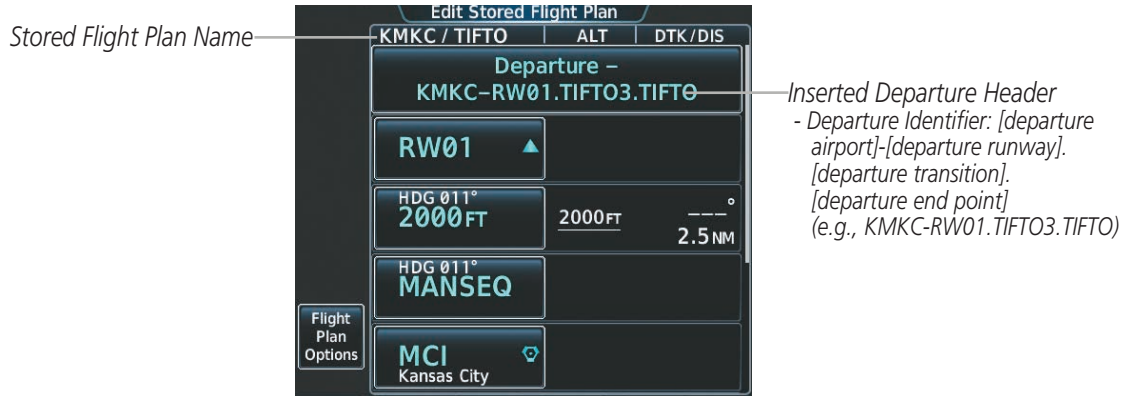 Edit Stored Flight Plan
Stored Flight Plan Name
KMKC / TIFTO ALT DTK/DIS
Departure –
KMKC–RW01.TIFTO3.TIFTO
Inserted Departure Header
- Departure Identifier: [departure
airport]-[departure runway].
[departure transition].
[departure end point]
(e.g., KMKC-RW01.TIFTO3.TIFTO)
RW01
HDG 011°
2000FT 2000FT ___°
2.5NM
HDG 011°
MANSEQ
Flight
Plan
Options
MCI
Kansas City